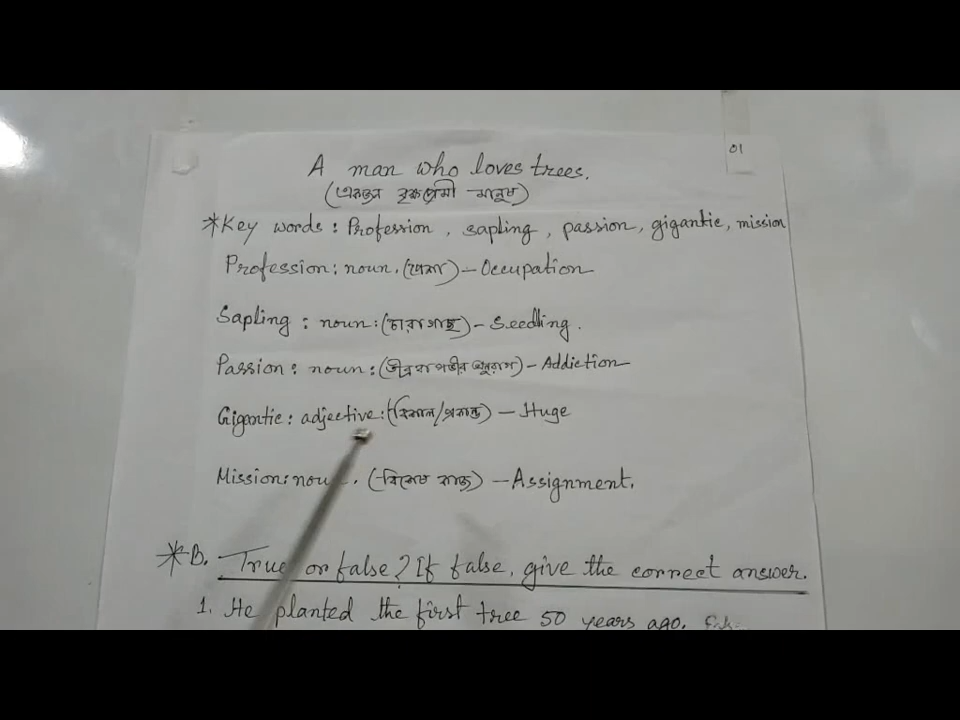 01
A man who loves trees.
(একজন বৃক্ষপ্রেমী মানুষ)
*Key words: Profession, sapling, passion, gigantic, mission
Profession: noun. (পেশা) – Occupation
Sapling: noun: (চারাগাছ) – Seedling.
Passion: noun: (তীব্র বা গভীর অনুরাগ) – Addiction
Gigantic: adjective: (বিশাল/প্রকান্ড) – Huge
Mission: noun. (বিশেষ কাজ) – Assignment.
*B. True or false? If false, give the correct answer.
1. He planted the first tree 50 years ago.